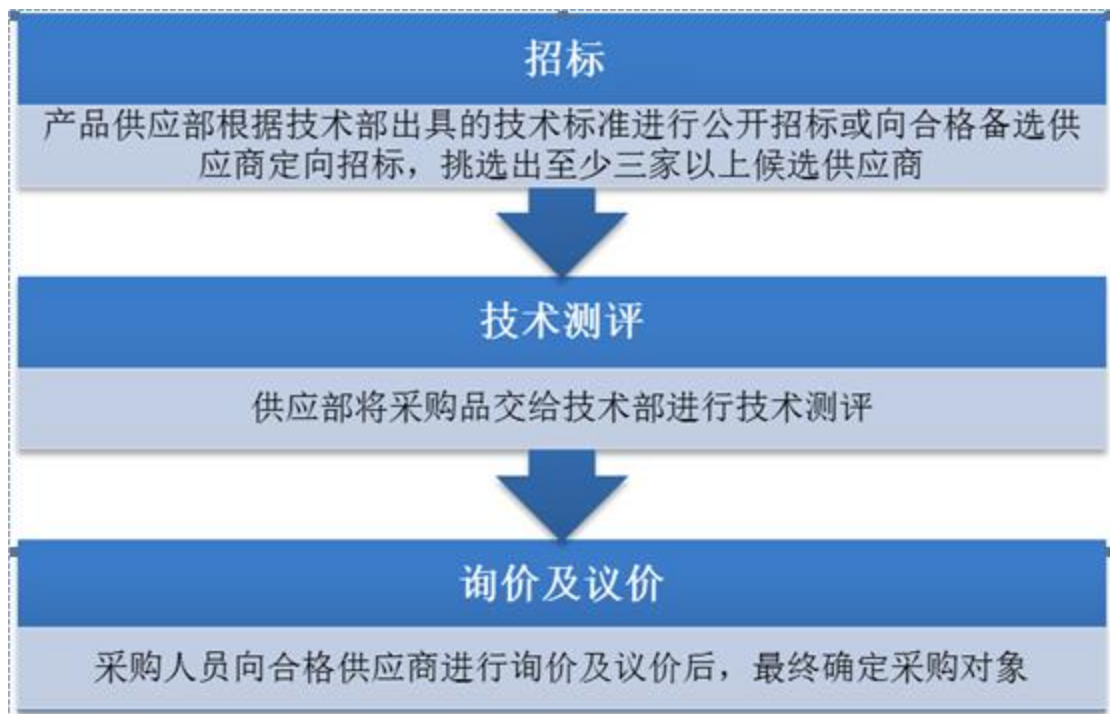 招标
产品供应部根据技术部出具的技术标准进行公开招标或向合格备选供
应商定向招标，挑选出至少三家以上候选供应商
技术测评
供应部将采购品交给技术部进行技术测评
询价及议价
采购人员向合格供应商进行询价及议价后，最终确定采购对象